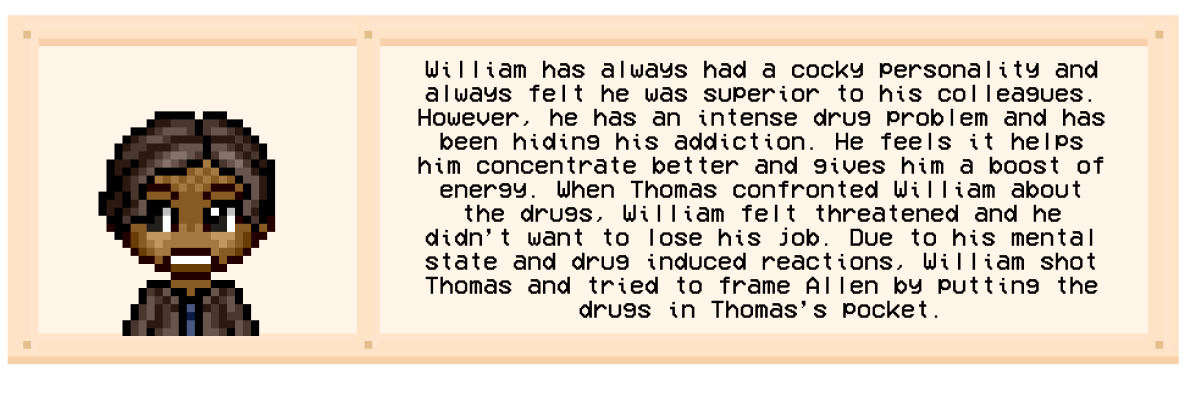 William has always had a cocky personality and
always felt he was superior to his colleagues.
However, he has an intense drug problem and has
been hiding his addiction. He feels it helps
him concentrate better and gives him a boost of
energy. When Thomas confronted William about
the drugs, William felt threatened and he
didn't want to lose his job. Due to his mental
state and drug induced reactions, William shot
Thomas and tried to frame Allen by putting the
drugs in Thomas's pocket.